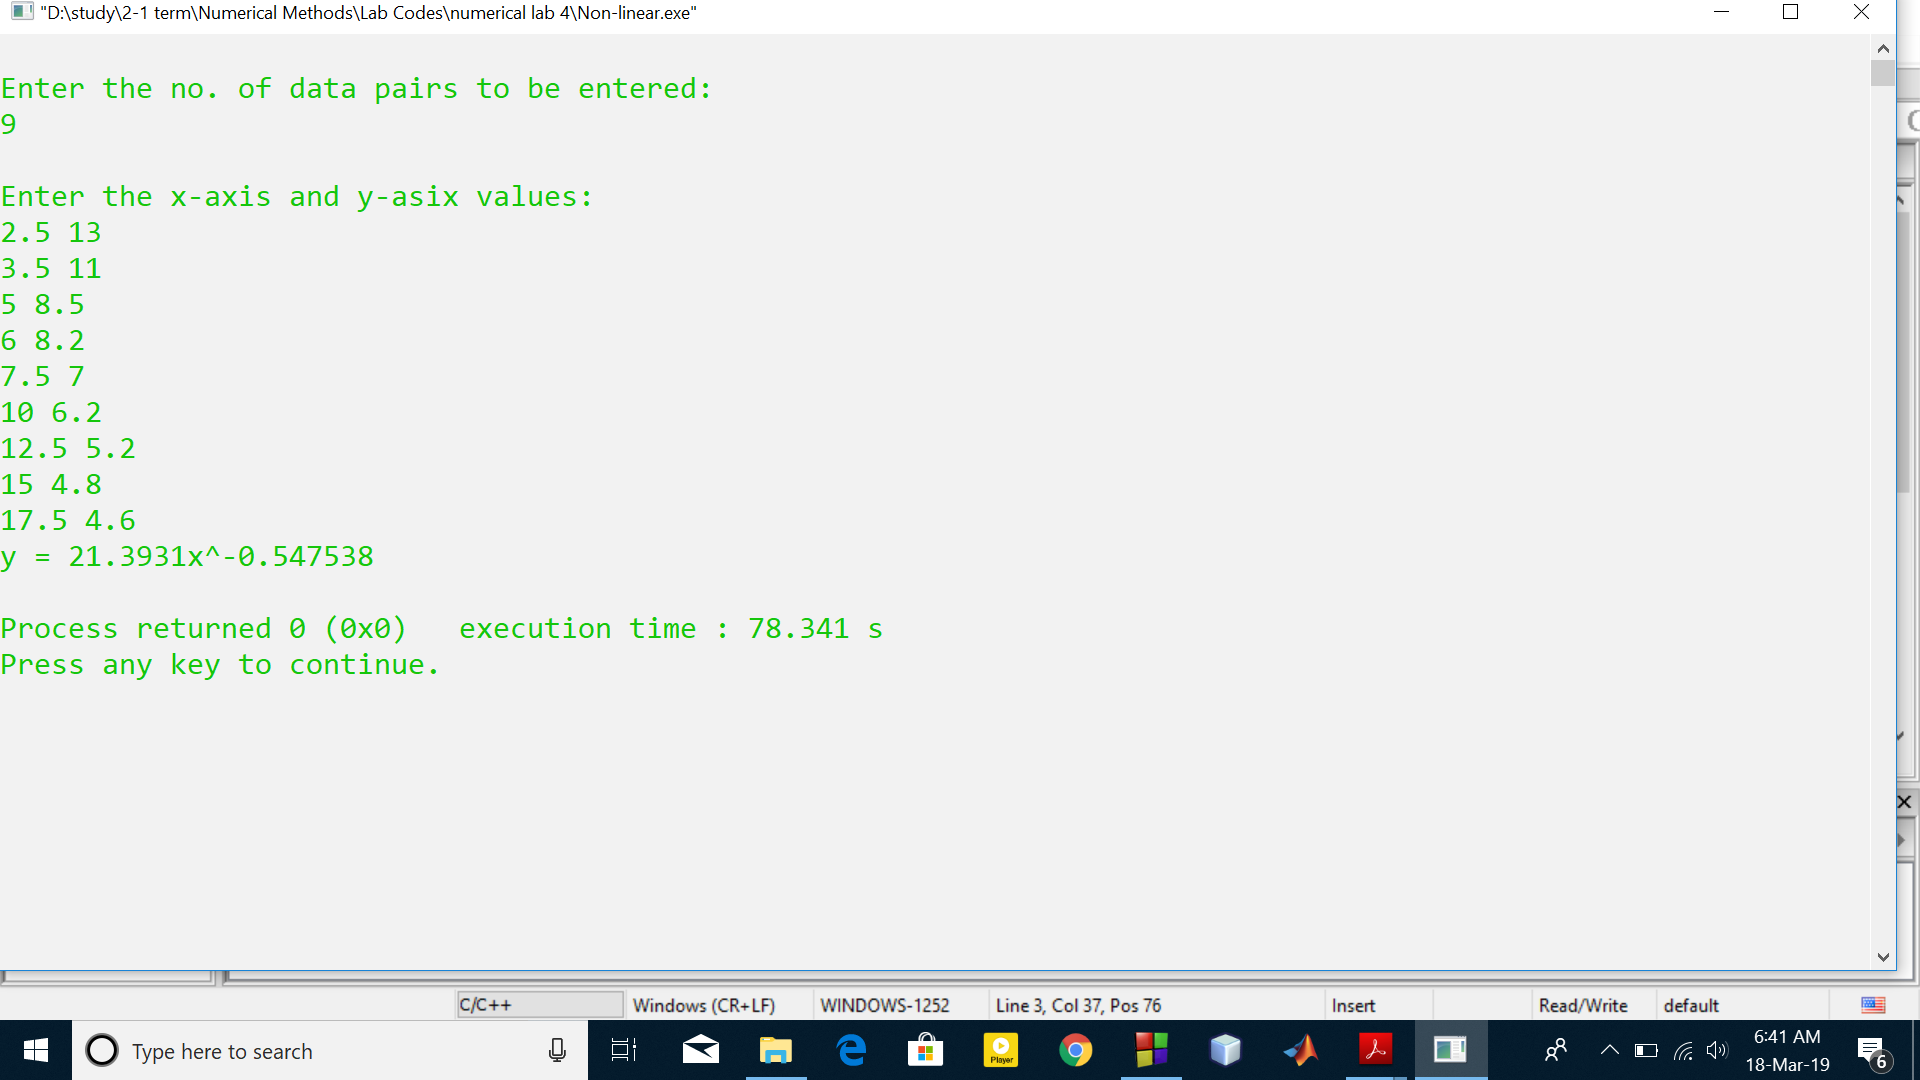 "D:\study\2-1 term\Numerical Methods\Lab Codes\numerical lab 4\Non-linear.exe"
Enter the no. of data pairs to be entered:
9
Enter the x-axis and y-asix values:
2.5 13
3.5 11
5 8.5
6 8.2
7.5 7
10 6.2
12.5 5.2
15 4.8
17.5 4.6
y = 21.3931x^-0.547538
Process returned 0 (0x0)   execution time : 78.341 s
Press any key to continue.
C/C++ Windows (CR+LF) WINDOWS-1252 Line 3, Col 37, Pos 76 Insert Read/Write default
Type here to search
Player
6:41 AM
18-Mar-19
6